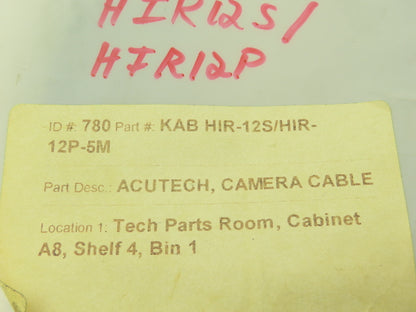 HIR12S/
HIR12P
ID #: 780 Part #: KAB HIR-12S/HIR-
12P-5M
Part Desc.: ACUTECH, CAMERA CABLE
Location 1: Tech Parts Room, Cabinet
A8, Shelf 4, Bin 1